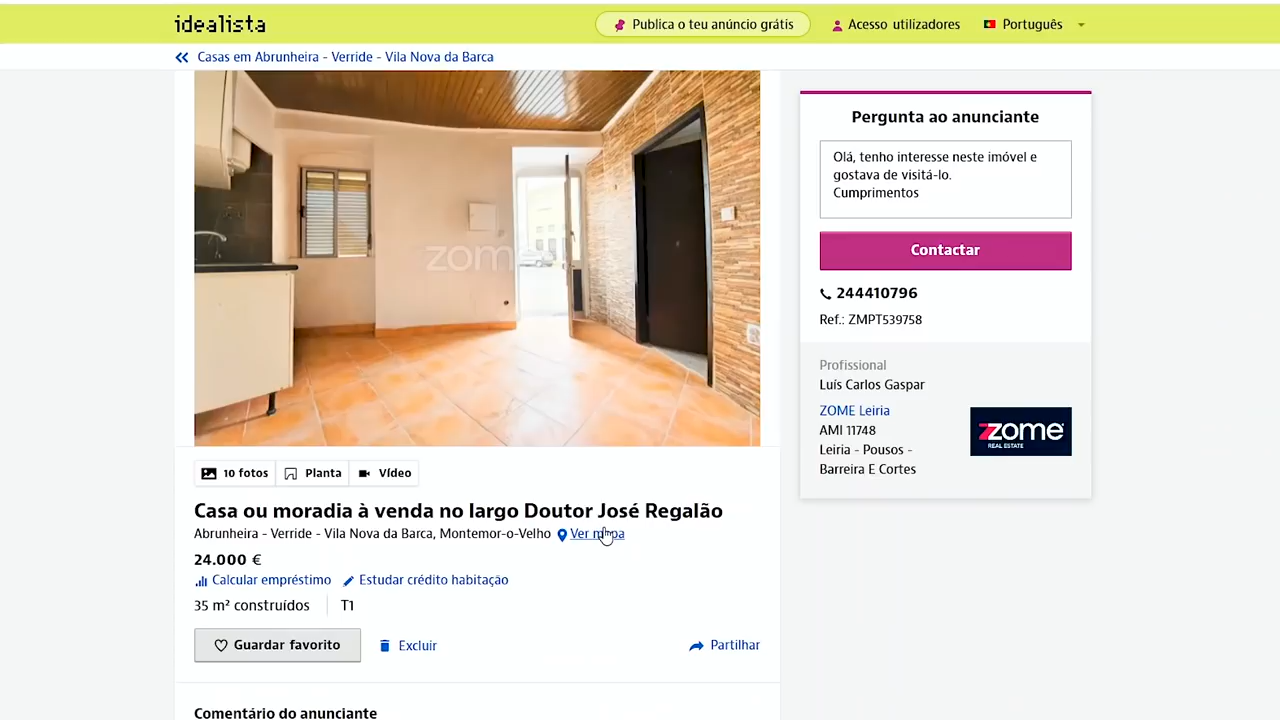 idealista
Publica o teu anúncio grátis
Acesso utilizadores
Português
Casas em Abrunheira - Verride - Vila Nova da Barca
zome
10 fotos
Planta
Vídeo
Casa ou moradia à venda no largo Doutor José Regalão
Abrunheira - Verride - Vila Nova da Barca, Montemor-o-Velho Ver mapa
24.000 €
Calcular empréstimo
Estudar crédito habitação
35 m² construídos
T1
Guardar favorito
Excluir
Partilhar
Comentário do anunciante
Pergunta ao anunciante
Olá, tenho interesse neste imóvel e
gostava de visitá-lo.
Cumprimentos
Contactar
244410796
Ref.: ZMPT539758
Profissional
Luís Carlos Gaspar
ZOME Leiria
AMI 11748
Leiria - Pousos -
Barreira E Cortes
zome
REAL ESTATE